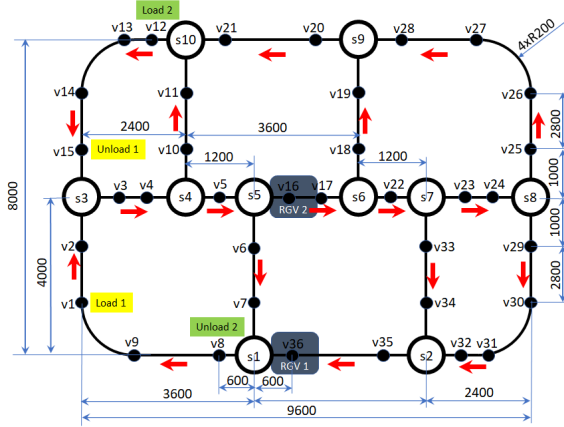 Load 2
v13 v12 v21 v20 v28 v27
s10 s9
4xR200
v14 v11 v19 v26
2400 3600 2800
Unload 1
v15 v10 v18 v25
1200 1200 1000
8000
s3 v3 v4 s4 v5 s5 v16 v17 s6 v22 s7 v23 v24 s8
RGV 2
1000
v2 v6 v33 v29
4000 2800
v1 Load 1 v7 v34 v30
Unload 2
v9 v8 s1 v36 v35 s2 v32 v31
RGV 1
600 600
3600 2400
9600